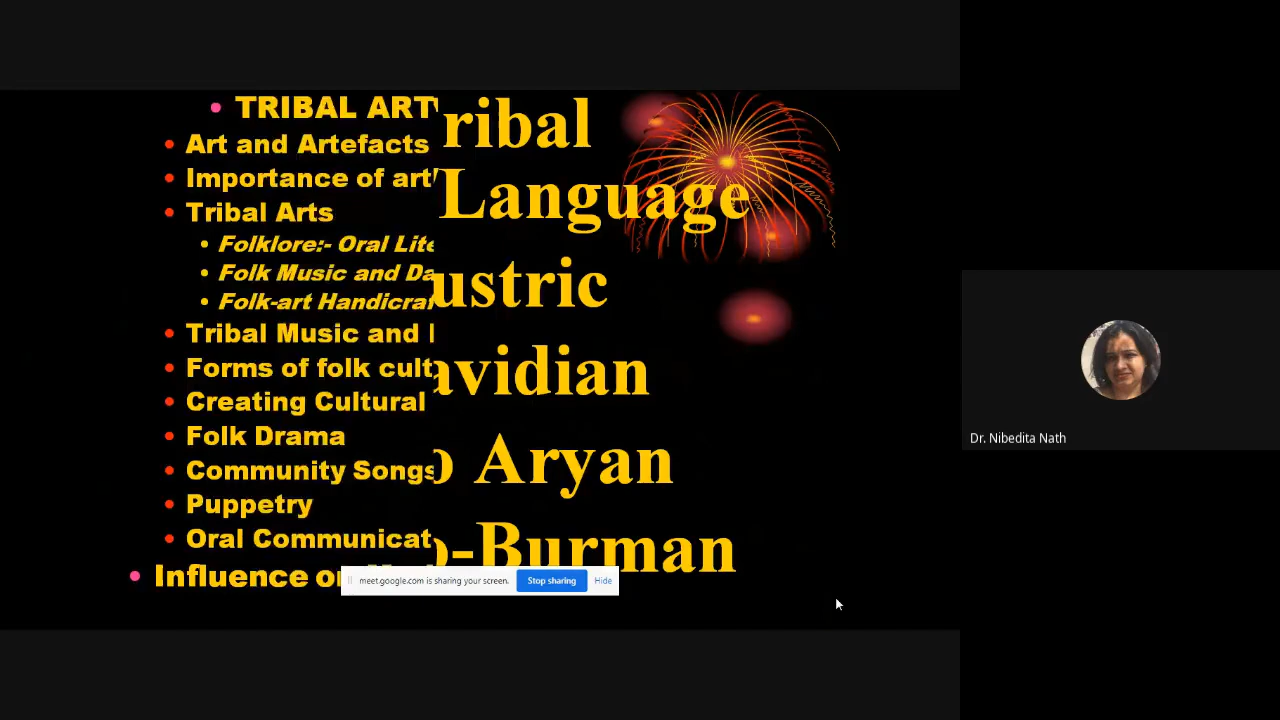 TRIBAL ART
Art and Artefacts
Importance of art
Tribal Arts
Folklore:- Oral Lite
Folk Music and Da
Folk-art Handicraf
Tribal Music and
Forms of folk cult
Creating Cultural
Folk Drama
Community Songs
Puppetry
Oral Communicat
Influence o
ribal
Language
ustric
avidian
o Aryan
o-Burman
meet.google.com is sharing your screen.
Stop sharing
Hide
Dr. Nibedita Nath